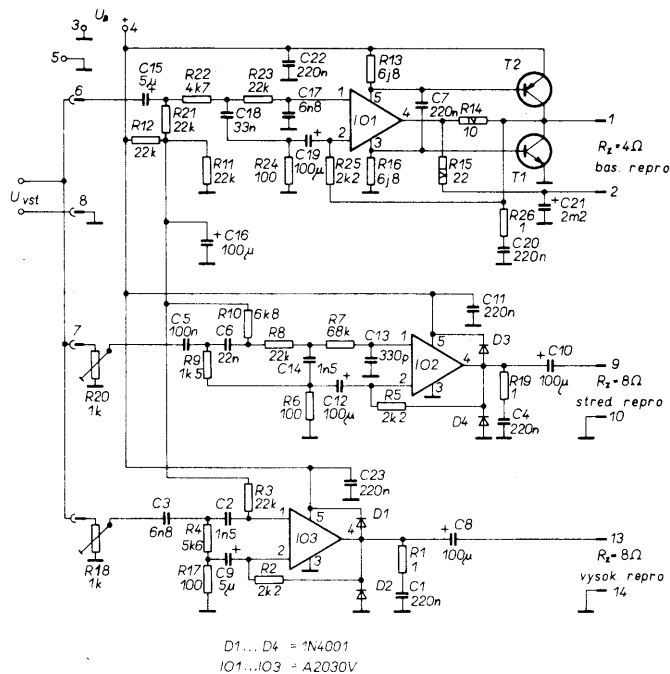 U_B
3
4
5
C22
220n
R13
6j8
T2
C15
5µ
R22
4k7
R23
22k
C17
6n8
6
1
5
C7
220n
R14
10
1
R21
22k
C18
33n
IO1
4
R12
22k
2
3
R15
22
T1
R_z = 4Ω
bas. repro
R11
22k
R24
100
C19
100µ
R25
2k2
R16
6j8
2
U_vst
8
C21
2m2
R26
1
C20
220n
C16
100µ
C11
220n
7
C5
100n
C6
22n
R10
6k8
R8
22k
R7
68k
C13
330p
1
5
D3
R9
1k5
C14
1n5
IO2
4
C10
100µ
9
R20
1k
R6
100
C12
100µ
2
3
R5
2k2
R19
1
R_z = 8Ω
stred repro
D4
C4
220n
10
C23
220n
C3
6n8
C2
1n5
R3
22k
1
5
D1
R4
5k6
IO3
4
C8
100µ
13
R18
1k
R17
100
C9
5µ
2
3
R2
2k2
R1
1
R_z = 8Ω
vysok. repro
D2
C1
220n
14
D1...D4 = 1N4001
IO1...IO3 = A2030V